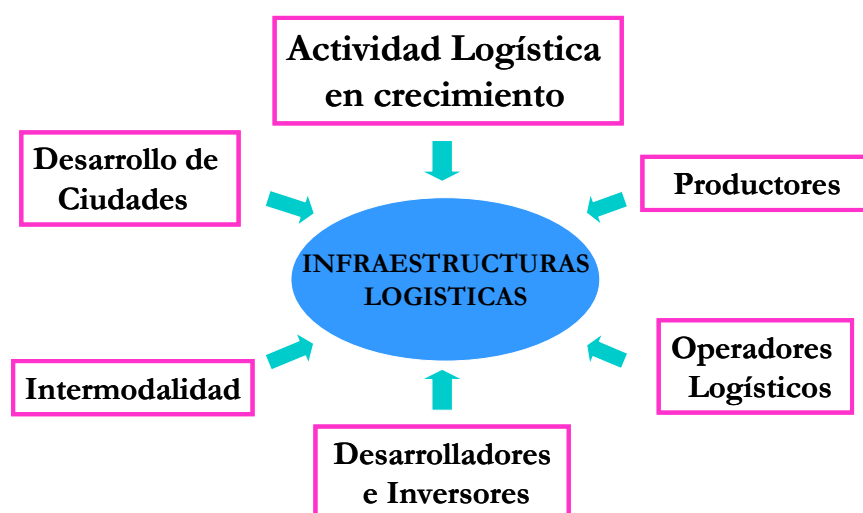 Actividad Logística
en crecimiento
Desarrollo de
Ciudades
Productores
INFRAESTRUCTURAS
LOGISTICAS
Operadores
Logísticos
Intermodalidad
Desarrolladores
e Inversores